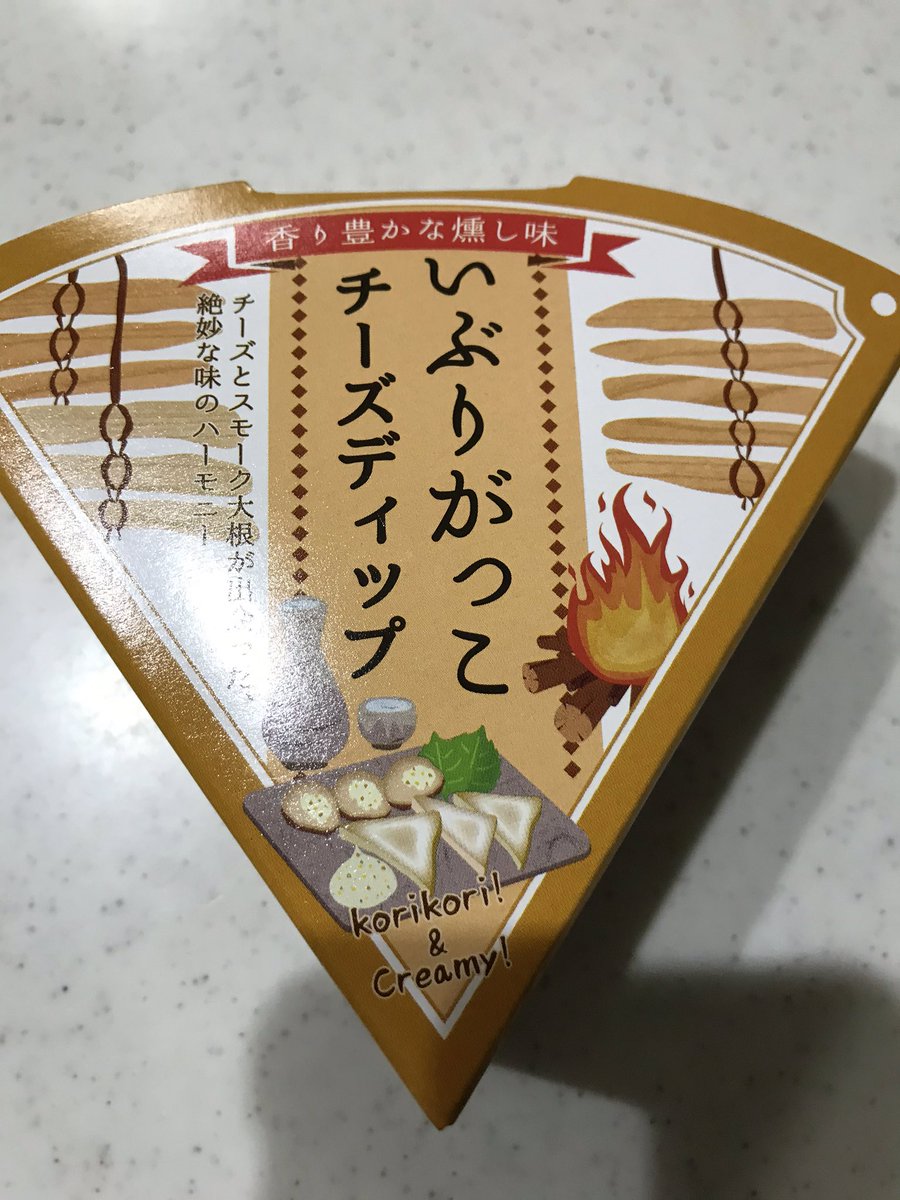 香り豊かな燻し味
いぶりがっこ
チーズディップ
チーズとスモーク大根が出会った、
絶妙な味のハーモニー
korikori!
&
Creamy!